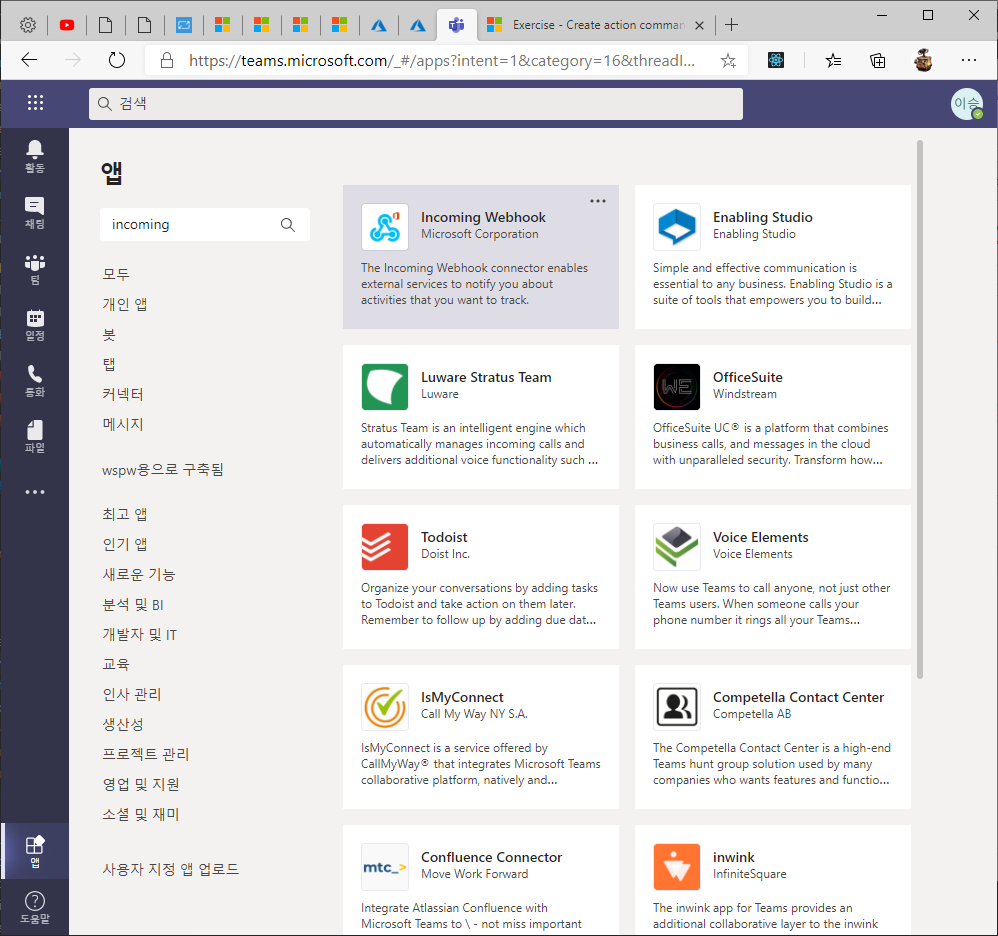 Exercise - Create action comman
https://teams.microsoft.com/_#/apps?intent=1&category=16&threadI...
검색
이승
활동
채팅
팀
일정
통화
파일
앱
도움말
앱
incoming
모두
개인 앱
봇
탭
커넥터
메시지
wspw용으로 구축됨
최고 앱
인기 앱
새로운 기능
분석 및 BI
개발자 및 IT
교육
인사 관리
생산성
프로젝트 관리
영업 및 지원
소셜 및 재미
사용자 지정 앱 업로드
Incoming Webhook
Microsoft Corporation
The Incoming Webhook connector enables
external services to notify you about
activities that you want to track.
Enabling Studio
Enabling Studio
Simple and effective communication is
essential to any business. Enabling Studio is a
suite of tools that empowers you to build...
Luware Stratus Team
Luware
Stratus Team is an intelligent engine which
automatically manages incoming calls and
delivers additional voice functionality such ...
WE
OfficeSuite
Windstream
OfficeSuite UC® is a platform that combines
business calls, and messages in the cloud
with unparalleled security. Transform how...
Todoist
Doist Inc.
Organize your conversations by adding tasks
to Todoist and take action on them later.
Remember to follow up by adding due dat...
Voice Elements
Voice Elements
Now use Teams to call anyone, not just other
Teams users. When someone calls your
phone number it rings all your Teams...
IsMyConnect
Call My Way NY S.A.
IsMyConnect is a service offered by
CallMyWay® that integrates Microsoft Teams
collaborative platform, natively and...
Competella Contact Center
Competella AB
The Competella Contact Center is a high-end
Teams hunt group solution used by many
companies who wants features and functio...
mtc_>
Confluence Connector
Move Work Forward
Integrate Atlassian Confluence with
Microsoft Teams to \ - not miss important
inwink
InfiniteSquare
The inwink app for Teams provides an
additional collaborative layer to the inwink